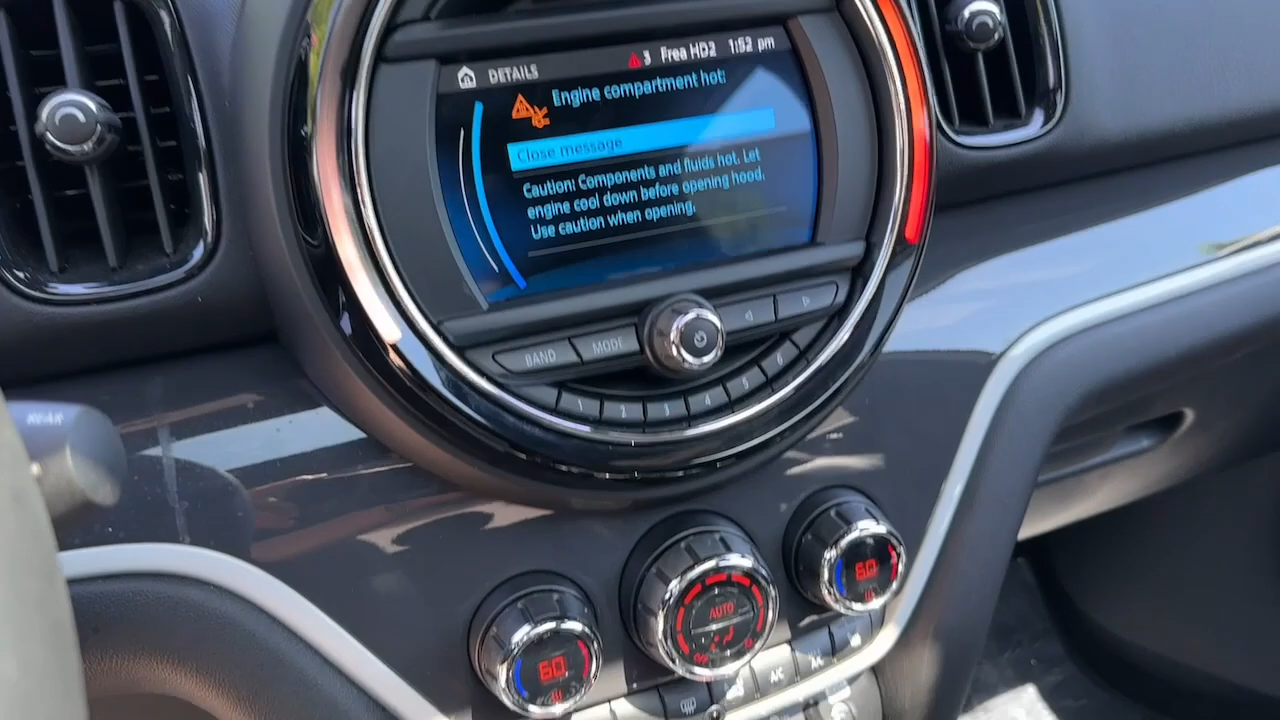 DETAILS
3 Frea HD2 1:52 pm
Engine compartment hot!
Close message
Caution! Components and fluids hot. Let
engine cool down before opening hood.
Use caution when opening.
BAND MODE
1 2 3 4 5 6
REAR
60
AUTO
OFF
60
A/C
A/C